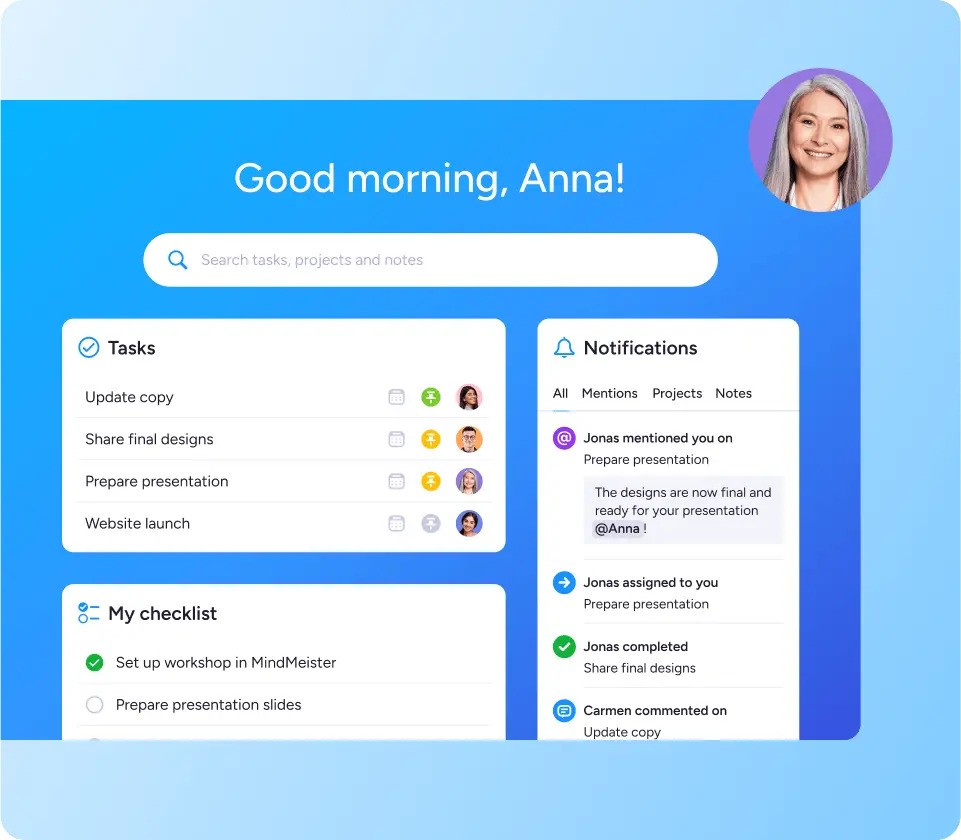 Good morning, Anna!
Search tasks, projects and notes
Tasks
Update copy
Share final designs
Prepare presentation
Website launch
My checklist
Set up workshop in MindMeister
Prepare presentation slides
Notifications
All Mentions Projects Notes
@ Jonas mentioned you on
Prepare presentation
The designs are now final and
ready for your presentation
@Anna !
Jonas assigned to you
Prepare presentation
Jonas completed
Share final designs
Carmen commented on
Update copy